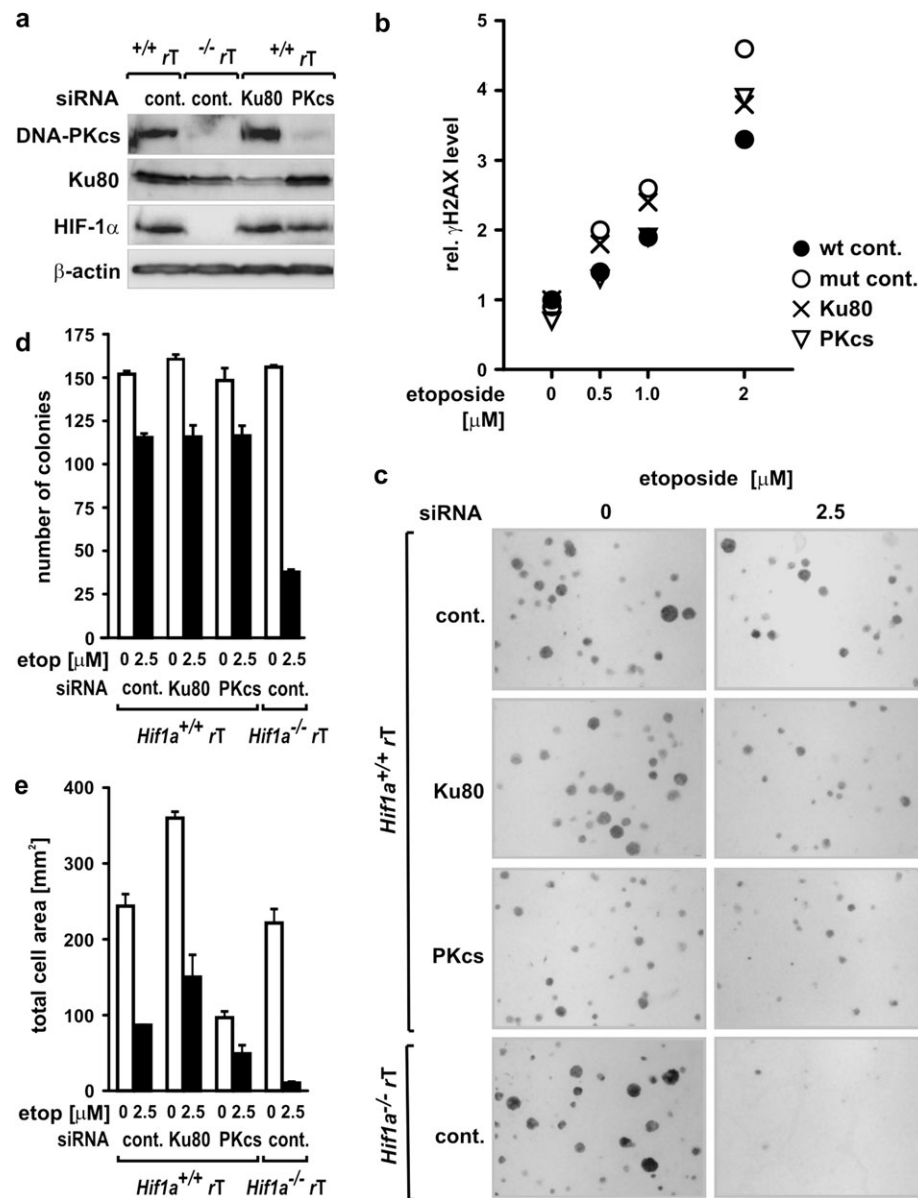 a
+/+ rT -/- rT +/+ rT
siRNA cont. cont. Ku80 PKcs
DNA-PKcs
Ku80
HIF-1α
β-actin
b
rel. γH2AX level
5
4
3
2
1
0
etoposide [μM]
0 0.5 1.0 2
wt cont.
mut cont.
Ku80
PKcs
c
etoposide [μM]
siRNA 0 2.5
Hif1a+/+ rT
cont.
Ku80
PKcs
Hif1a-/- rT
cont.
d
number of colonies
175
150
125
100
75
50
25
0
etop [μM] 0 2.5 0 2.5 0 2.5 0 2.5
siRNA cont. Ku80 PKcs cont.
Hif1a+/+ rT Hif1a-/- rT
e
total cell area [mm²]
400
300
200
100
0
etop [μM] 0 2.5 0 2.5 0 2.5 0 2.5
siRNA cont. Ku80 PKcs cont.
Hif1a+/+ rT Hif1a-/- rT